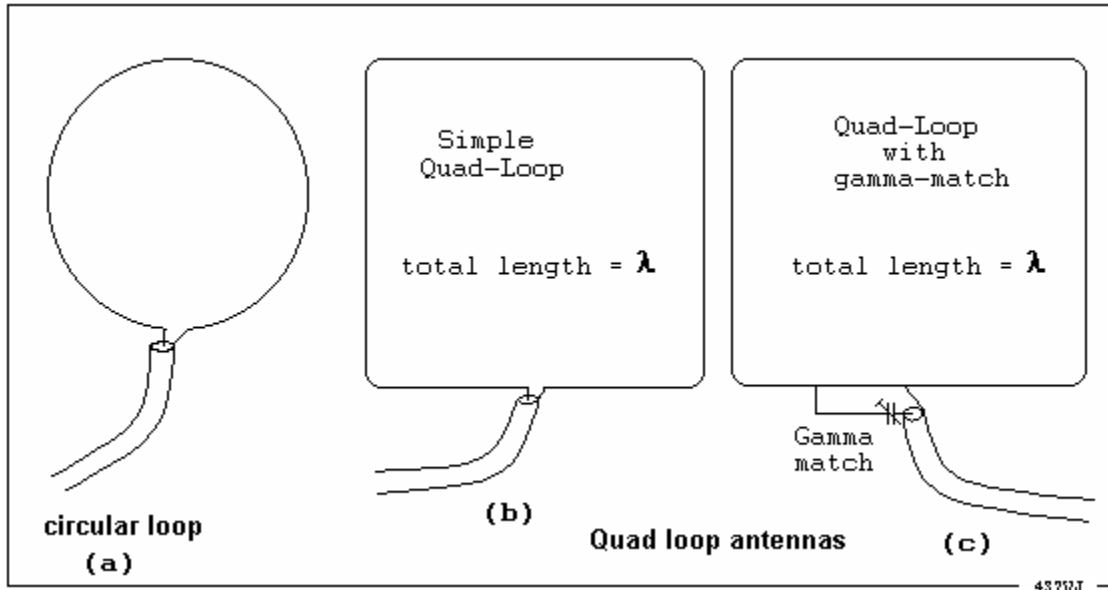 Simple
Quad-Loop
total length = λ
Quad-Loop
with
gamma-match
total length = λ
Gamma
match
circular loop
(a)
(b)
Quad loop antennas
(c)